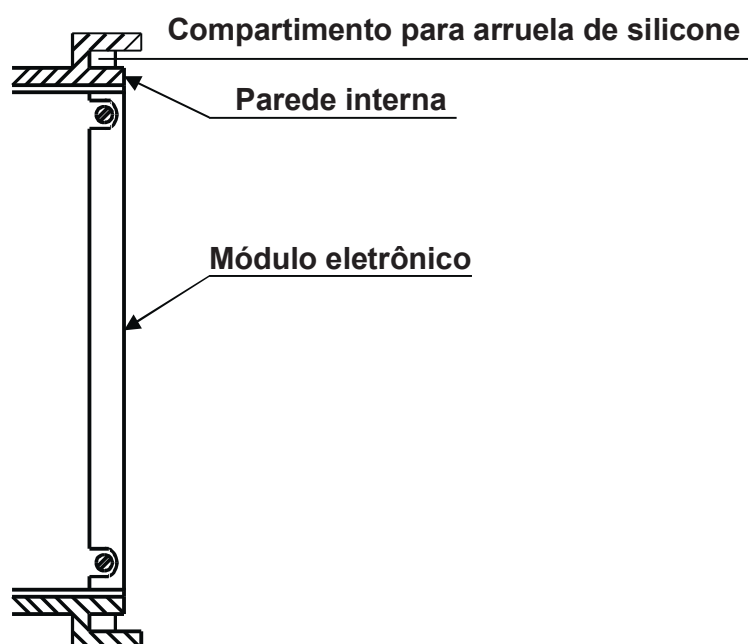 Compartimento para arruela de silicone
Parede interna
Módulo eletrônico